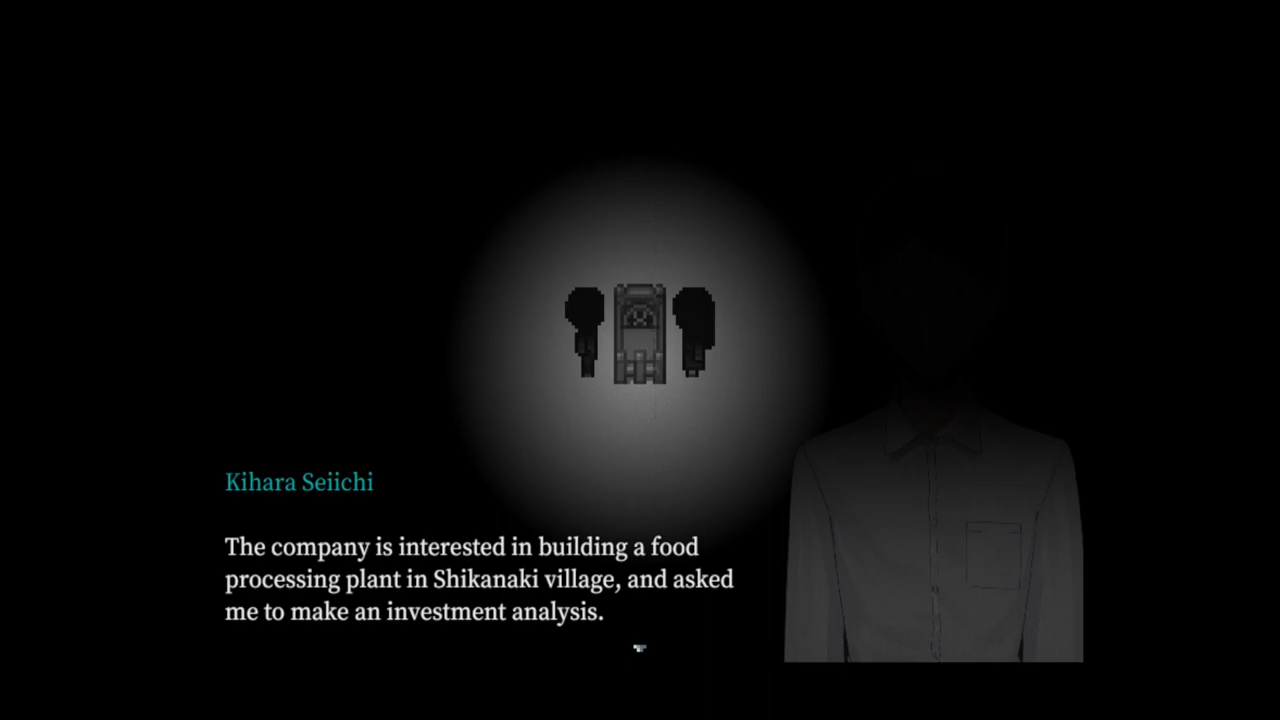 Kihara Seiichi
The company is interested in building a food
processing plant in Shikanaki village, and asked
me to make an investment analysis.